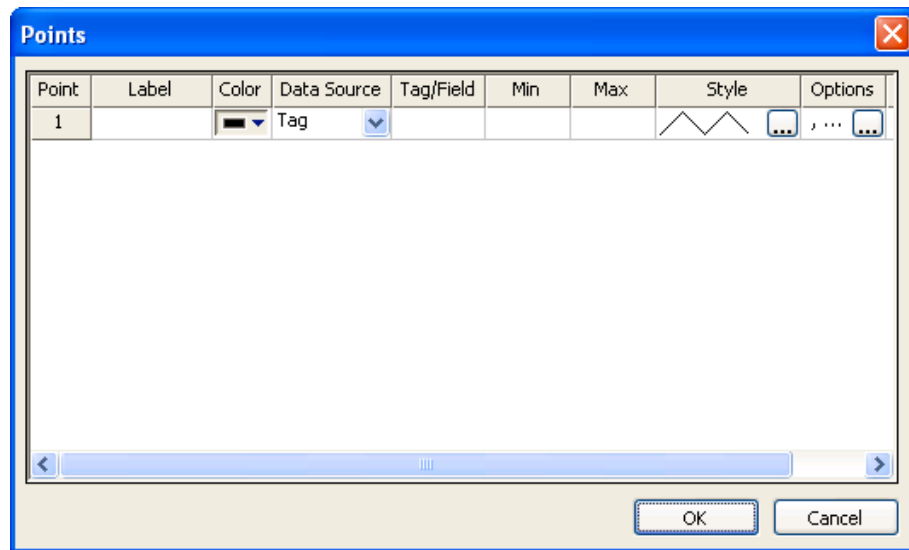 Points
Point Label Color Data Source Tag/Field Min Max Style Options
1 Tag ... , ... ...
OK Cancel